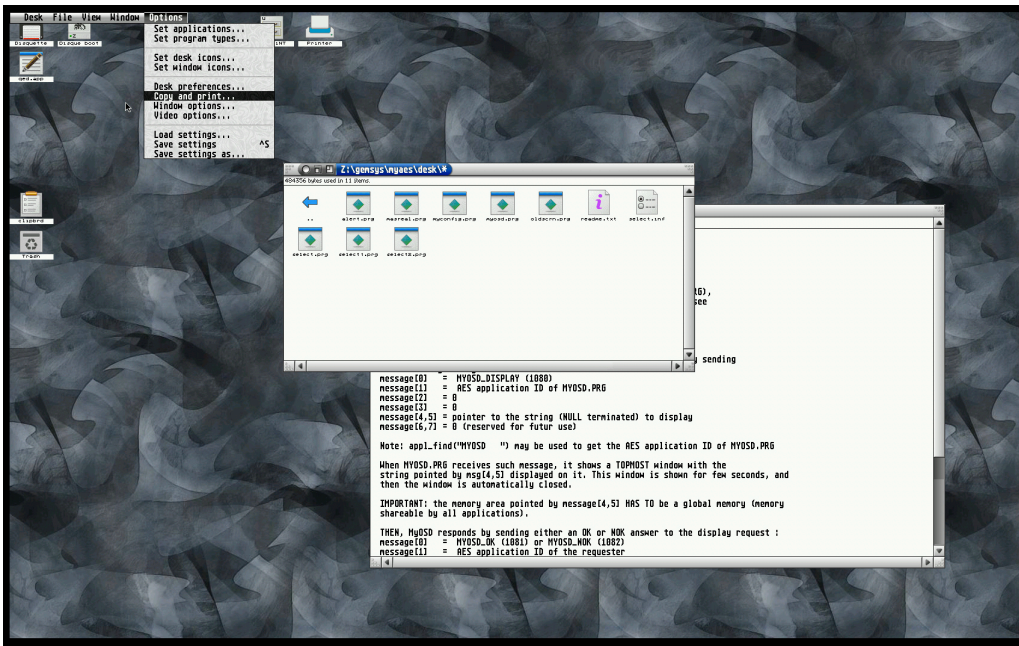 Desk File View Window Options
Set applications...
Set program types...
Set desk icons...
Set window icons...
Desk preferences...
Copy and print...
Window options...
Video options...
Load settings...
Save settings ^S
Save settings as...
Disquette
Disque boot
Printer
qed.app
clipbrd
Trash
Z:\gemsys\myaes\desk\*
484356 bytes used in 11 items.
..
alert.prg
magreal.prg
myconfig.prg
myosd.prg
oldscrn.prg
readme.txt
select.inf
select.prg
select1.prg
select2.prg
RG),
see
y sending
message[0] = MYOSD_DISPLAY (1080)
message[1] = AES application ID of MYOSD.PRG
message[2] = 0
message[3] = 0
message[4,5] = pointer to the string (NULL terminated) to display
message[6,7] = 0 (reserved for futur use)
Note: appl_find("MYOSD   ") may be used to get the AES application ID of MYOSD.PRG
When MYOSD.PRG receives such message, it shows a TOPMOST window with the
string pointed by msg[4,5] displayed on it. This window is shown for few seconds, and
then the window is automatically closed.
IMPORTANT: the memory area pointed by message[4,5] HAS TO be a global memory (memory
shareable by all applications).
THEN, MyOSD responds by sending either an OK or NOK answer to the display request :
message[0] = MYOSD_OK (1081) or MYOSD_NOK (1082)
message[1] = AES application ID of the requester